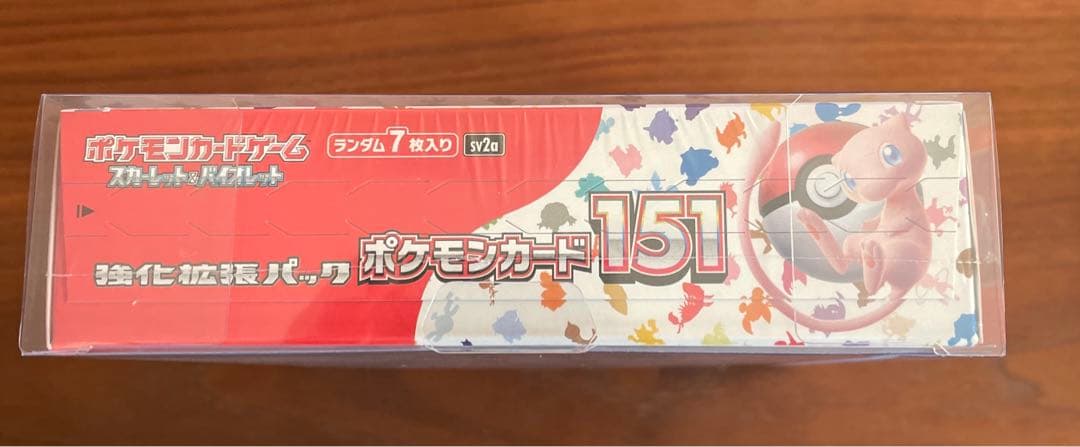 ポケモンカードゲーム
スカーレット&バイオレット
ランダム7枚入り
sv2a
強化拡張パック
ポケモンカード151